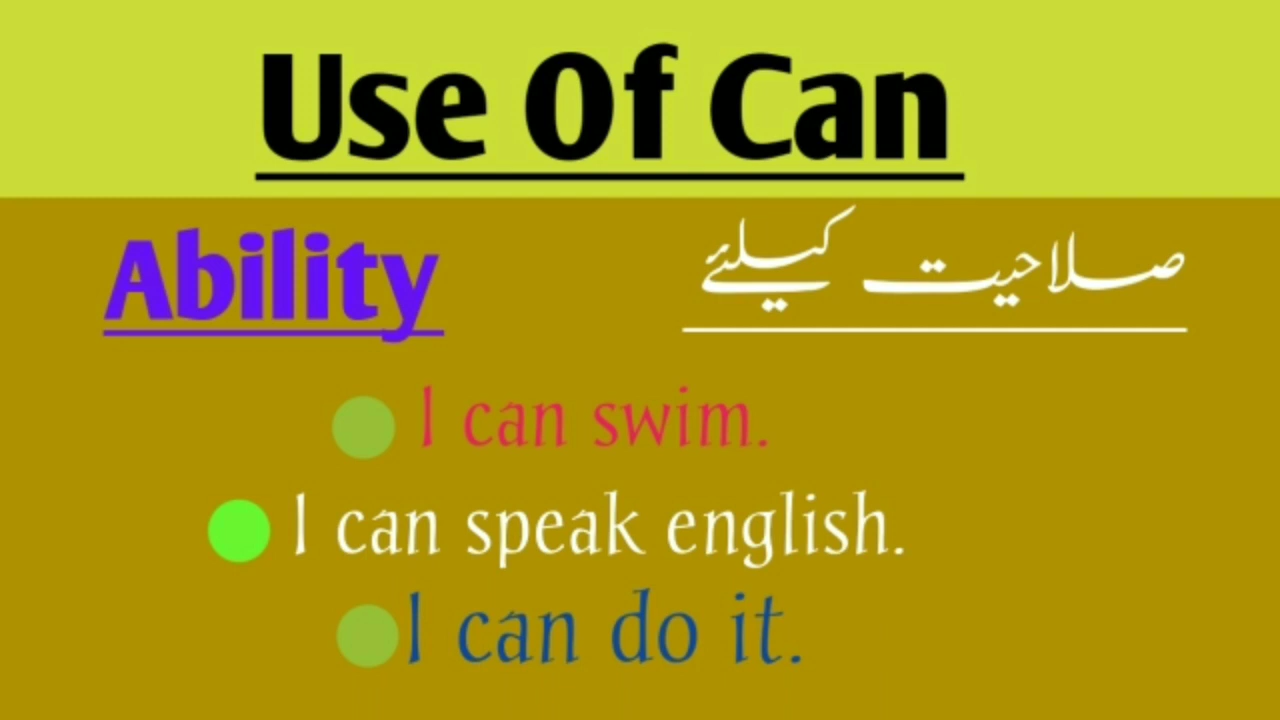 Use Of Can
Ability
صلاحیت کیلئے
I can swim.
I can speak english.
I can do it.